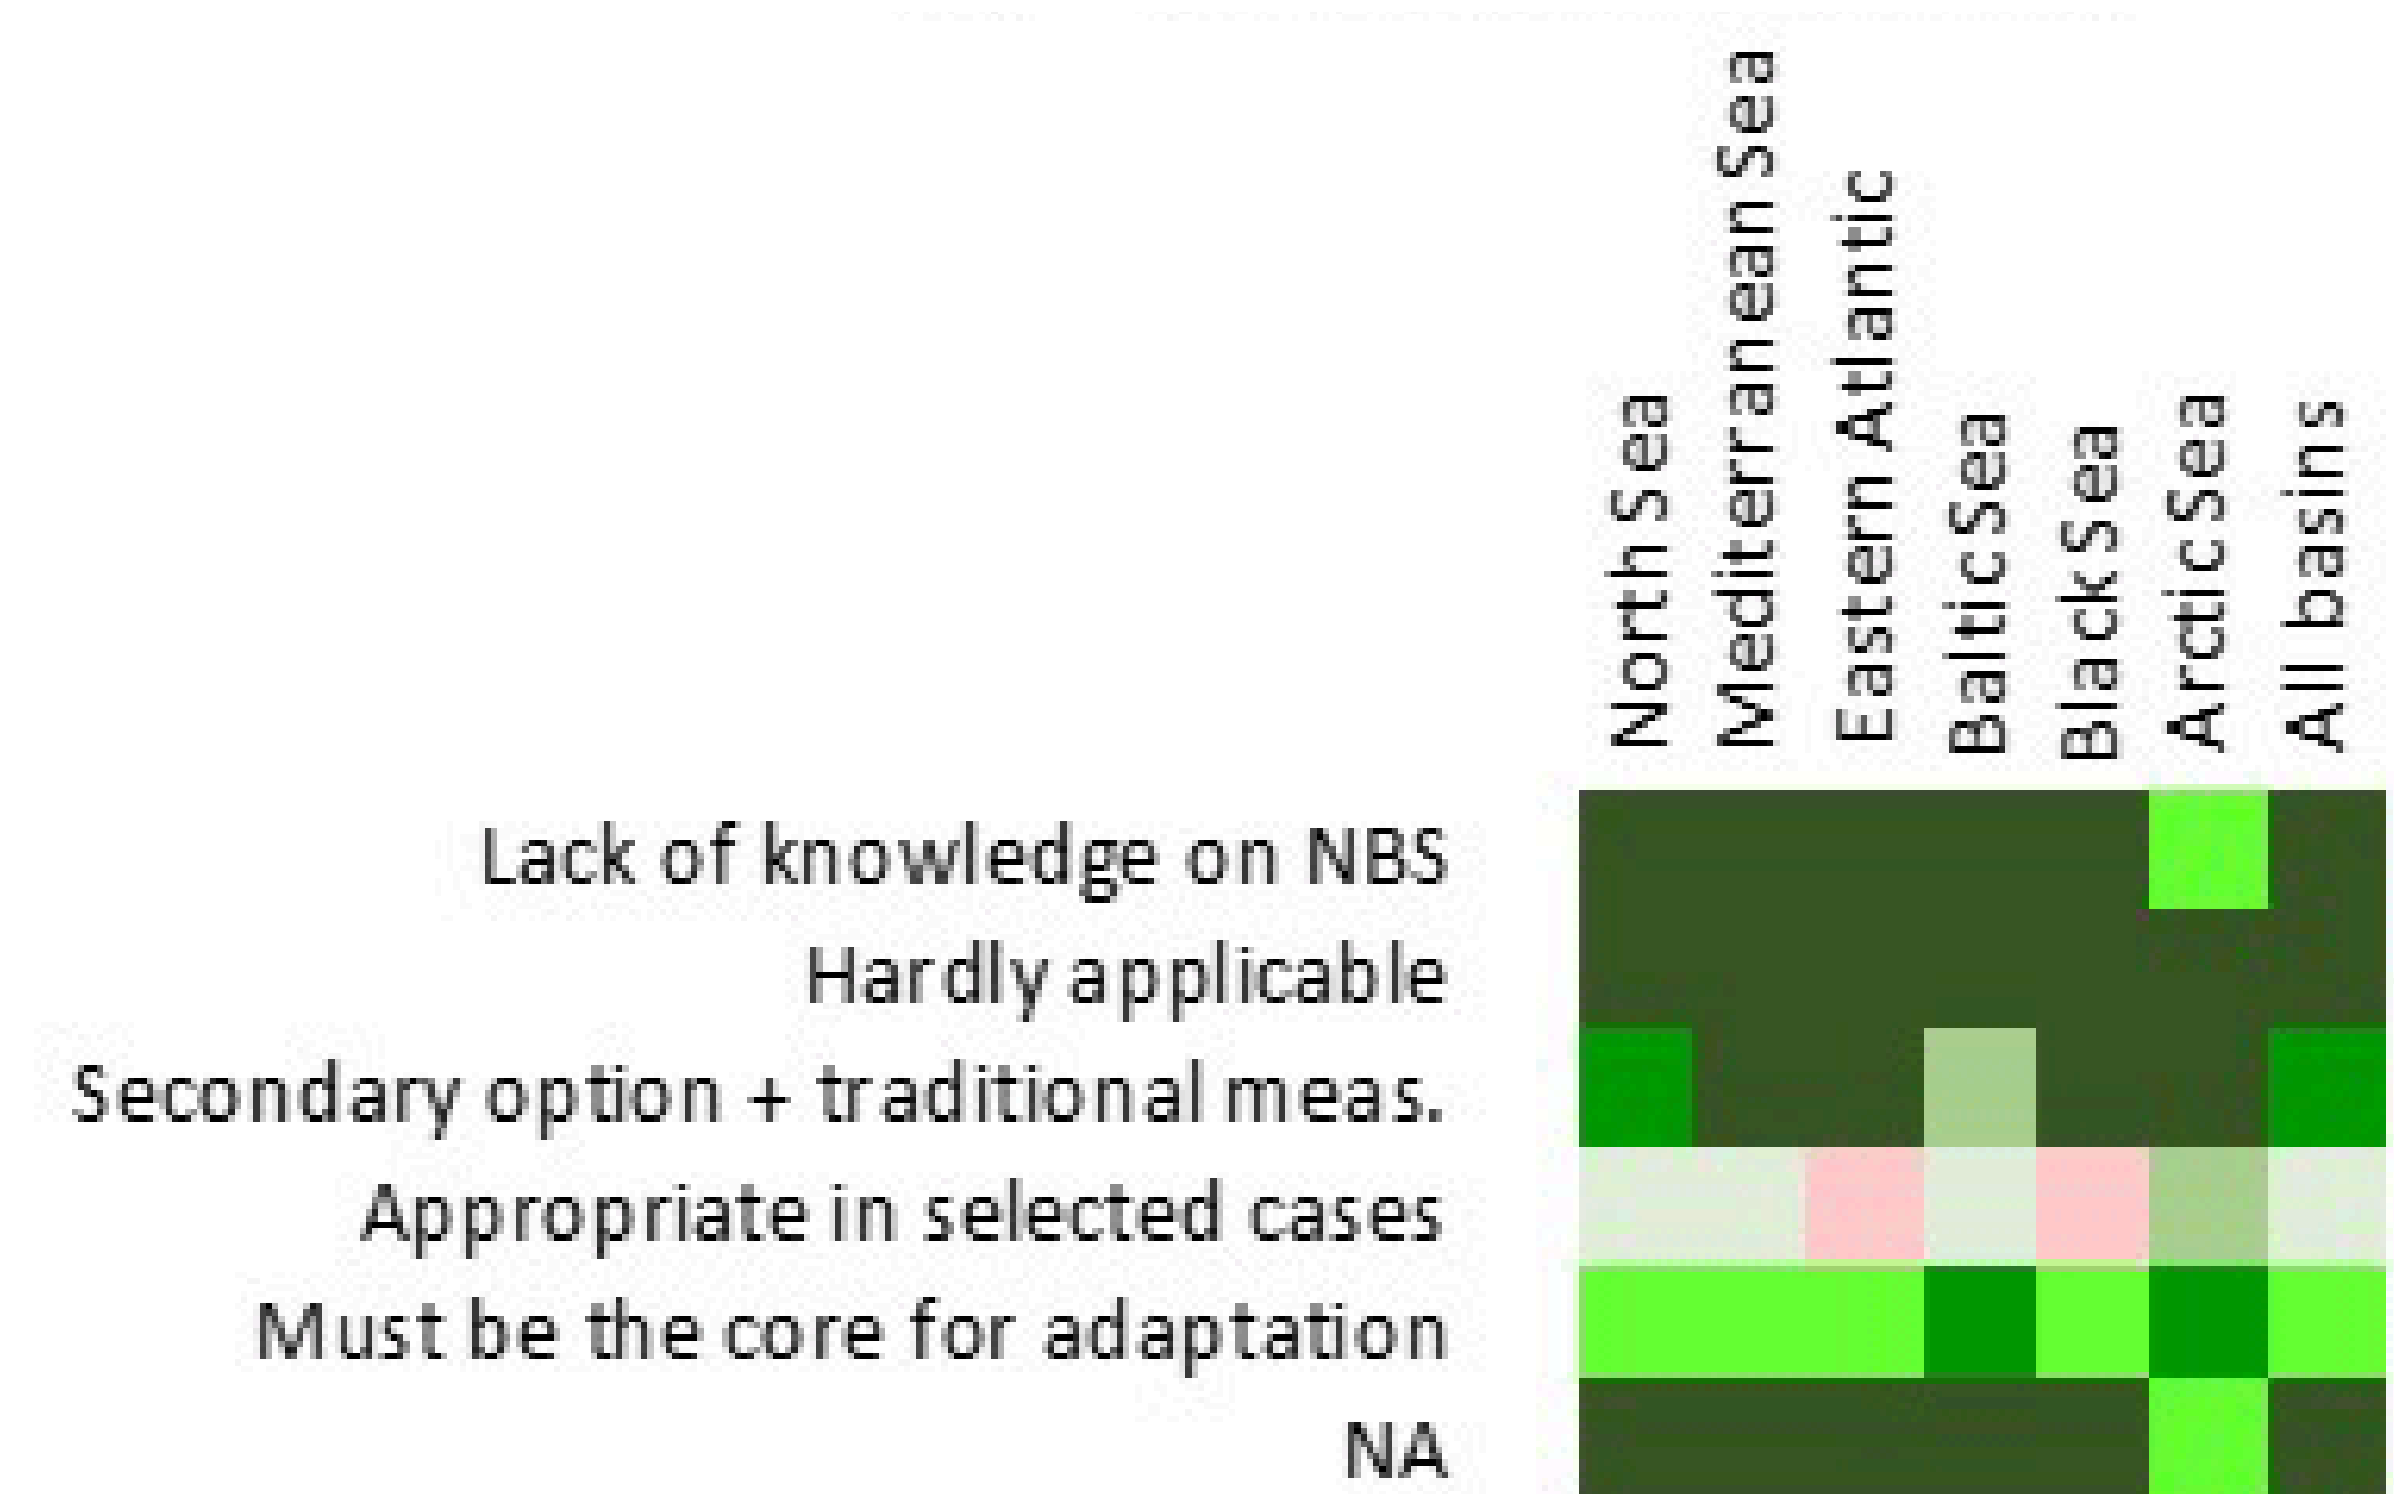 North Sea
Mediterranean Sea
Eastern Atlantic
Baltic Sea
Black Sea
Arctic Sea
All basins
Lack of knowledge on NBS
Hardly applicable
Secondary option + traditional meas.
Appropriate in selected cases
Must be the core for adaptation
NA